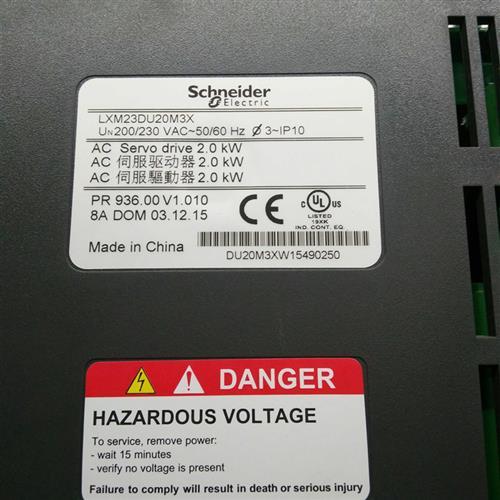 Schneider
Electric
LXM23DU20M3X
UN200/230 VAC~50/60 Hz Ø 3~IP10
AC Servo drive 2.0 kW
AC 伺服驱动器 2.0 kW
AC 伺服驅動器 2.0 kW
PR 936.00 V1.010
8A DOM 03.12.15
CE
c UL US
LISTED
19XK
IND. CONT. EQ.
Made in China
DU20M3XW15490250
DANGER
HAZARDOUS VOLTAGE
To service, remove power:
- wait 15 minutes
- verify no voltage is present
Failure to comply will result in death or serious injury